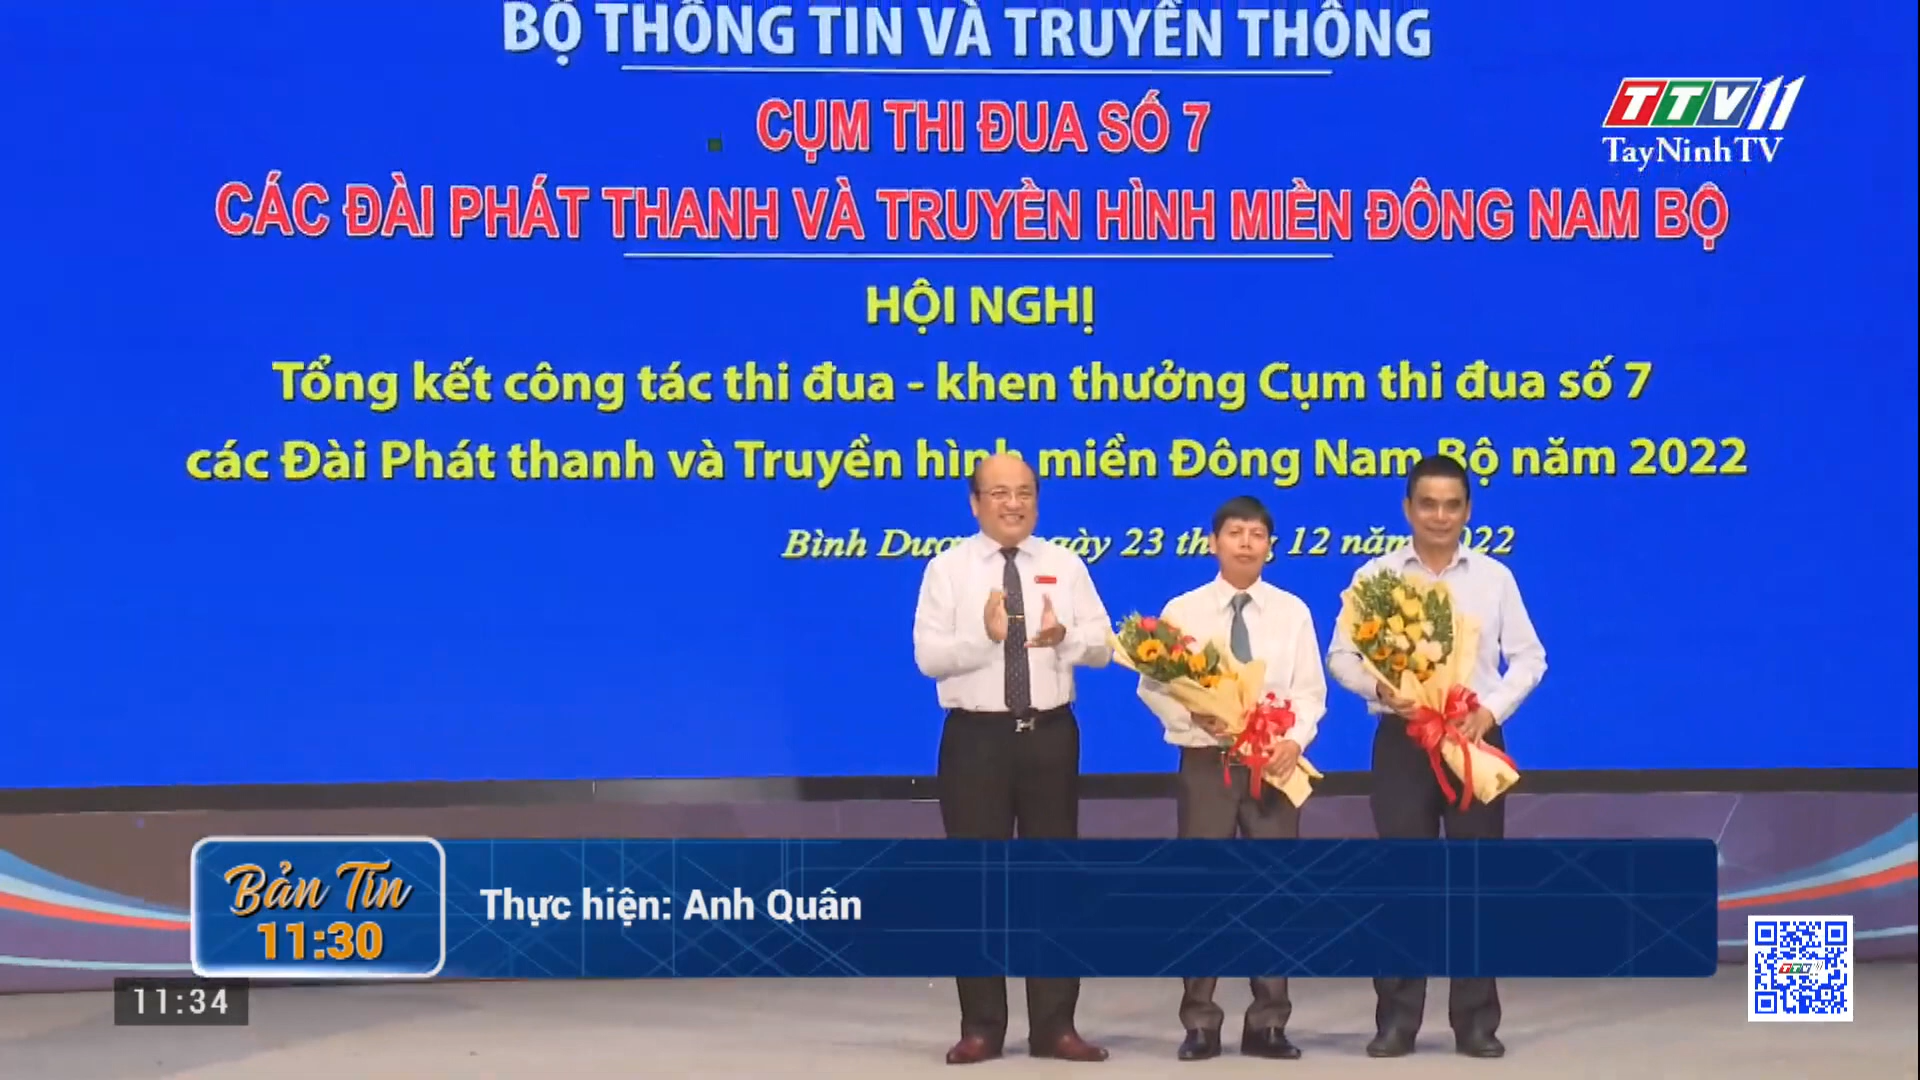 BỘ THÔNG TIN VÀ TRUYỀN THÔNG
CỤM THI ĐUA SỐ 7
TTV11
TayNinhTV
CÁC ĐÀI PHÁT THANH VÀ TRUYỀN HÌNH MIỀN ĐÔNG NAM BỘ
HỘI NGHỊ
Tổng kết công tác thi đua - khen thưởng Cụm thi đua số 7
các Đài Phát thanh và Truyền hình miền Đông Nam Bộ năm 2022
Bình Dương, ngày 23 tháng 12 năm 2022
Bản Tin
11:30
Thực hiện: Anh Quân
TTV11
11:34